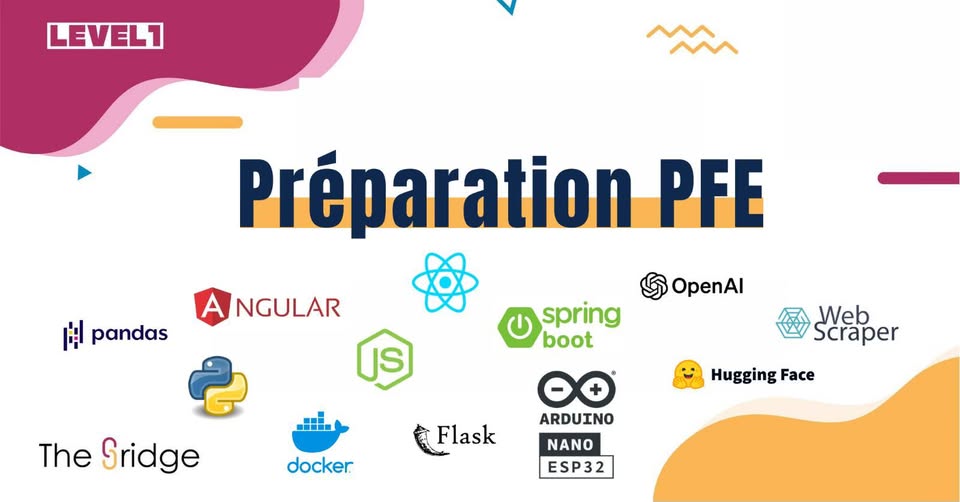 LEVEL1
Préparation PFE
OpenAI
ANGULAR
spring
boot
Web
Scraper
pandas
JS
Hugging Face
ARDUINO
NANO
ESP32
Flask
The Bridge
docker